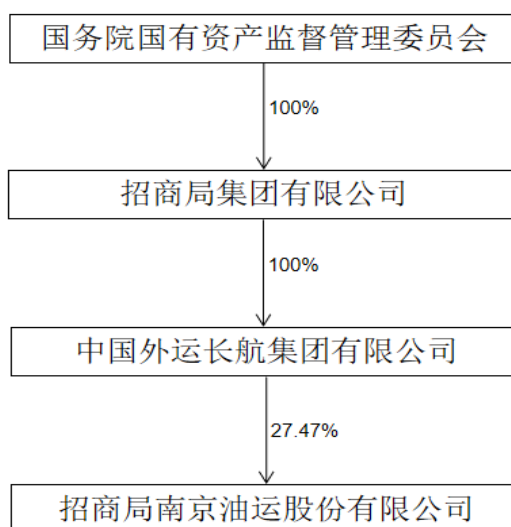 国务院国有资产监督管理委员会
100%
招商局集团有限公司
100%
中国外运长航集团有限公司
27.47%
招商局南京油运股份有限公司